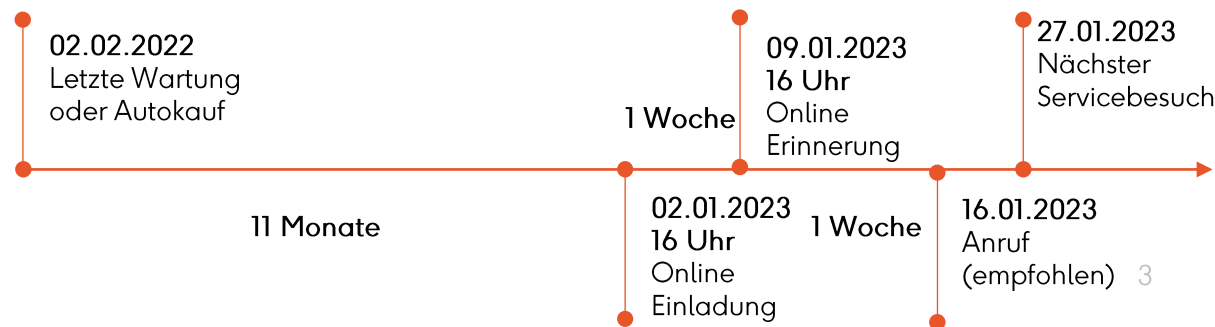 02.02.2022
Letzte Wartung
oder Autokauf
11 Monate
02.01.2023
16 Uhr
Online
Einladung
1 Woche
09.01.2023
16 Uhr
Online
Erinnerung
1 Woche
16.01.2023
Anruf
(empfohlen) 3
27.01.2023
Nächster
Servicebesuch